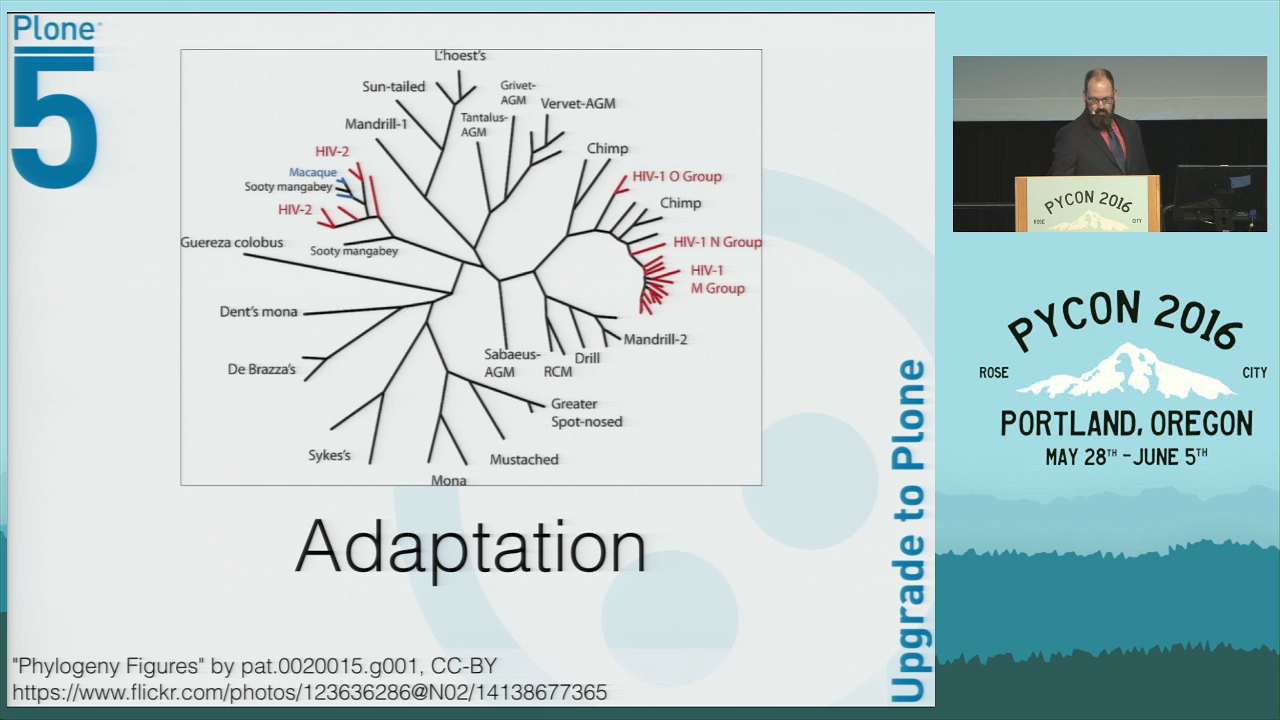 Plone®
5
L'hoest's
Sun-tailed
Grivet-
AGM
Vervet-AGM
Mandrill-1
Tantalus-
AGM
Chimp
HIV-2
Macaque
Sooty mangabey
HIV-2
HIV-1 O Group
Chimp
Guereza colobus
Sooty mangabey
HIV-1 N Group
HIV-1
M Group
Dent's mona
De Brazza's
Sabaeus-
AGM
RCM
Drill
Mandrill-2
Greater
Spot-nosed
Sykes's
Mustached
Mona
Adaptation
"Phylogeny Figures" by pat.0020015.g001, CC-BY
https://www.flickr.com/photos/123636286@N02/14138677365
Upgrade to Plone
PYCON 2016
ROSE CITY
PYCON 2016
ROSE CITY
PORTLAND, OREGON
MAY 28TH - JUNE 5TH